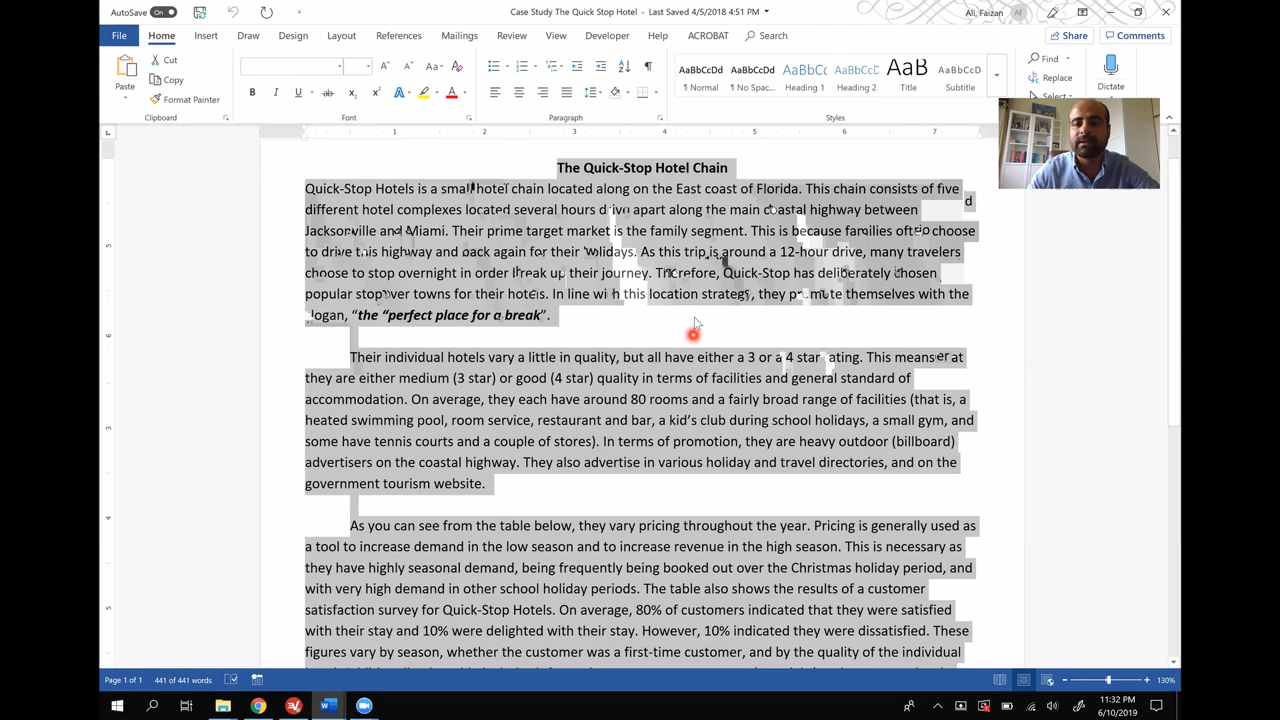 AutoSave On
Case Study The Quick Stop Hotel - Last Saved 4/5/2018 4:51 PM
Ali, Faizan AF
File Home Insert Draw Design Layout References Mailings Review View Developer Help ACROBAT Search Share Comments
Paste
Cut
Copy
Format Painter
Clipboard
Font
Paragraph
AaBbCcDd AaBbCcDd AaBbCc AaBbCcD AaB AaBbCcD
¶ Normal ¶ No Spac... Heading 1 Heading 2 Title Subtitle
Styles
Find
Replace
Select
Dictate
1 2 3 4 5 6 7
The Quick-Stop Hotel Chain
Quick-Stop Hotels is a small hotel chain located along on the East coast of Florida. This chain consists of five
different hotel complexes located several hours drive apart along the main coastal highway between
Jacksonville and Miami. Their prime target market is the family segment. This is because families often choose
to drive this highway and back again for their holidays. As this trip is around a 12-hour drive, many travelers
choose to stop overnight in order break up their journey. Therefore, Quick-Stop has deliberately chosen
popular stopover towns for their hotels. In line with this location strategy, they promote themselves with the
slogan, “the “perfect place for a break”.
Their individual hotels vary a little in quality, but all have either a 3 or a 4 star rating. This means at
they are either medium (3 star) or good (4 star) quality in terms of facilities and general standard of
accommodation. On average, they each have around 80 rooms and a fairly broad range of facilities (that is, a
heated swimming pool, room service, restaurant and bar, a kid’s club during school holidays, a small gym, and
some have tennis courts and a couple of stores). In terms of promotion, they are heavy outdoor (billboard)
advertisers on the coastal highway. They also advertise in various holiday and travel directories, and on the
government tourism website.
As you can see from the table below, they vary pricing throughout the year. Pricing is generally used as
a tool to increase demand in the low season and to increase revenue in the high season. This is necessary as
they have highly seasonal demand, being frequently being booked out over the Christmas holiday period, and
with very high demand in other school holiday periods. The table also shows the results of a customer
satisfaction survey for Quick-Stop Hotels. On average, 80% of customers indicated that they were satisfied
with their stay and 10% were delighted with their stay. However, 10% indicated they were dissatisfied. These
figures vary by season, whether the customer was a first-time customer, and by the quality of the individual
Page 1 of 1 441 of 441 words 130%
11:32 PM
6/10/2019